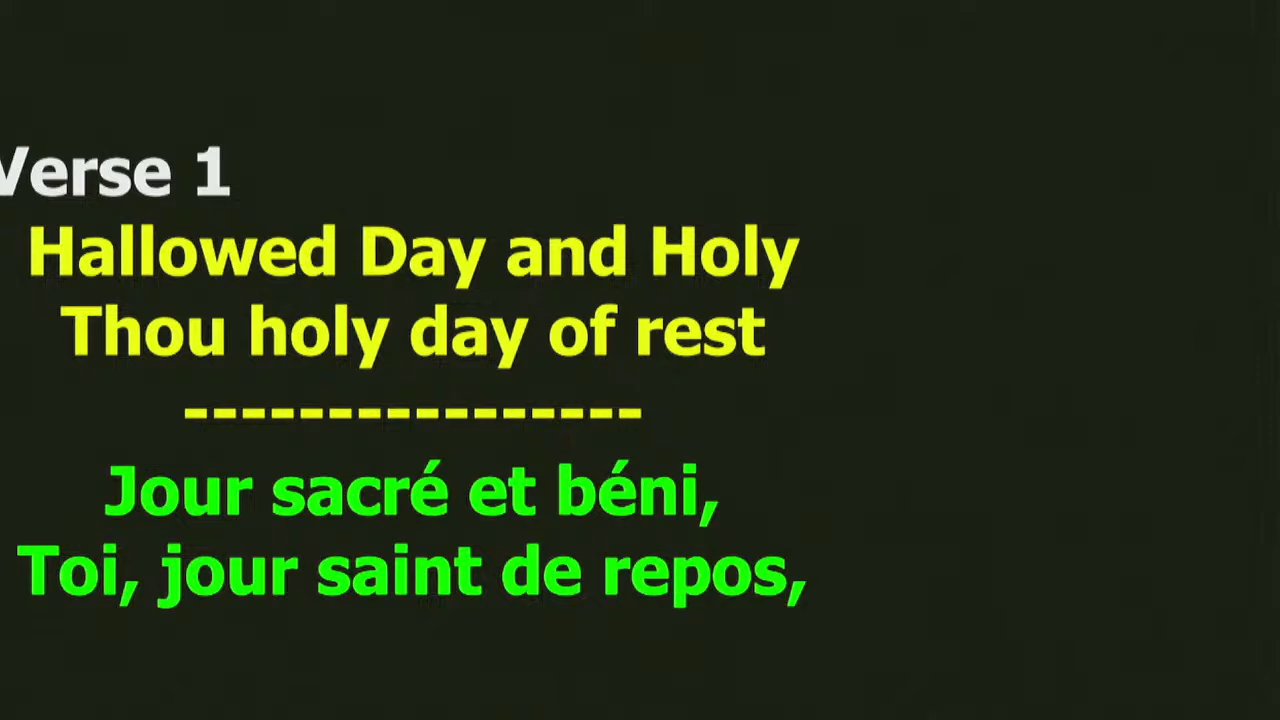 Verse 1
Hallowed Day and Holy
Thou holy day of rest
----------------
Jour sacré et béni,
Toi, jour saint de repos,